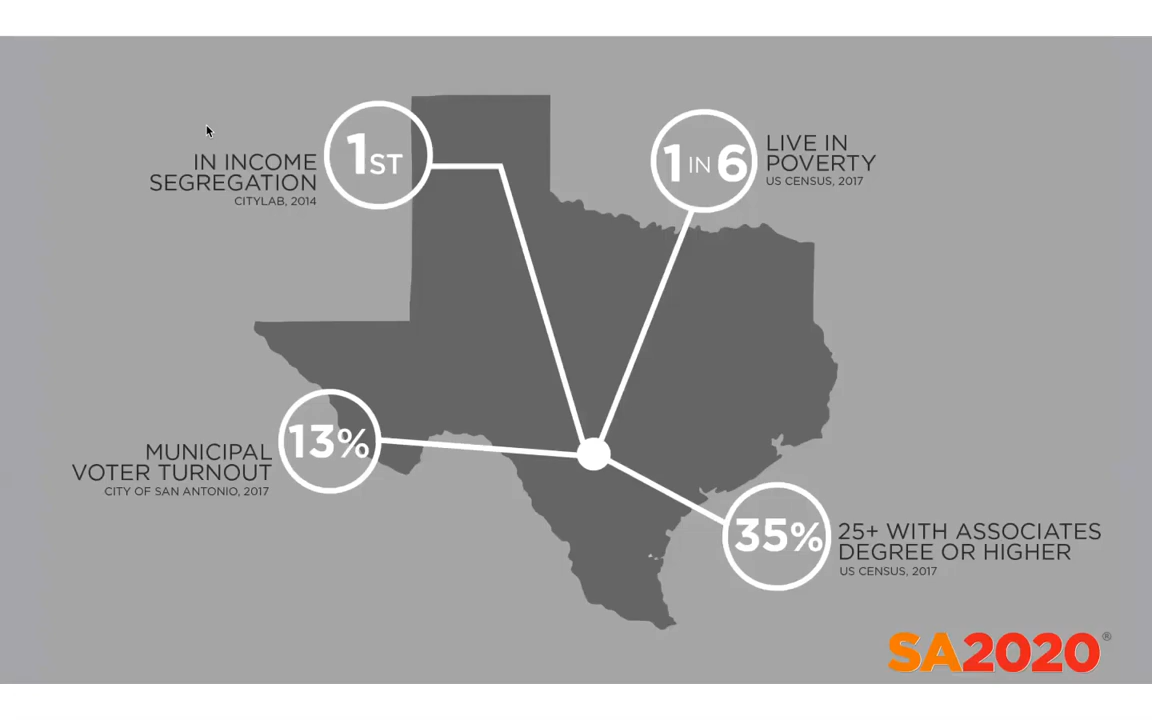 1ST
IN INCOME
SEGREGATION
CITYLAB, 2014
1 IN 6
LIVE IN
POVERTY
US CENSUS, 2017
13%
MUNICIPAL
VOTER TURNOUT
CITY OF SAN ANTONIO, 2017
35%
25+ WITH ASSOCIATES
DEGREE OR HIGHER
US CENSUS, 2017
SA2020®